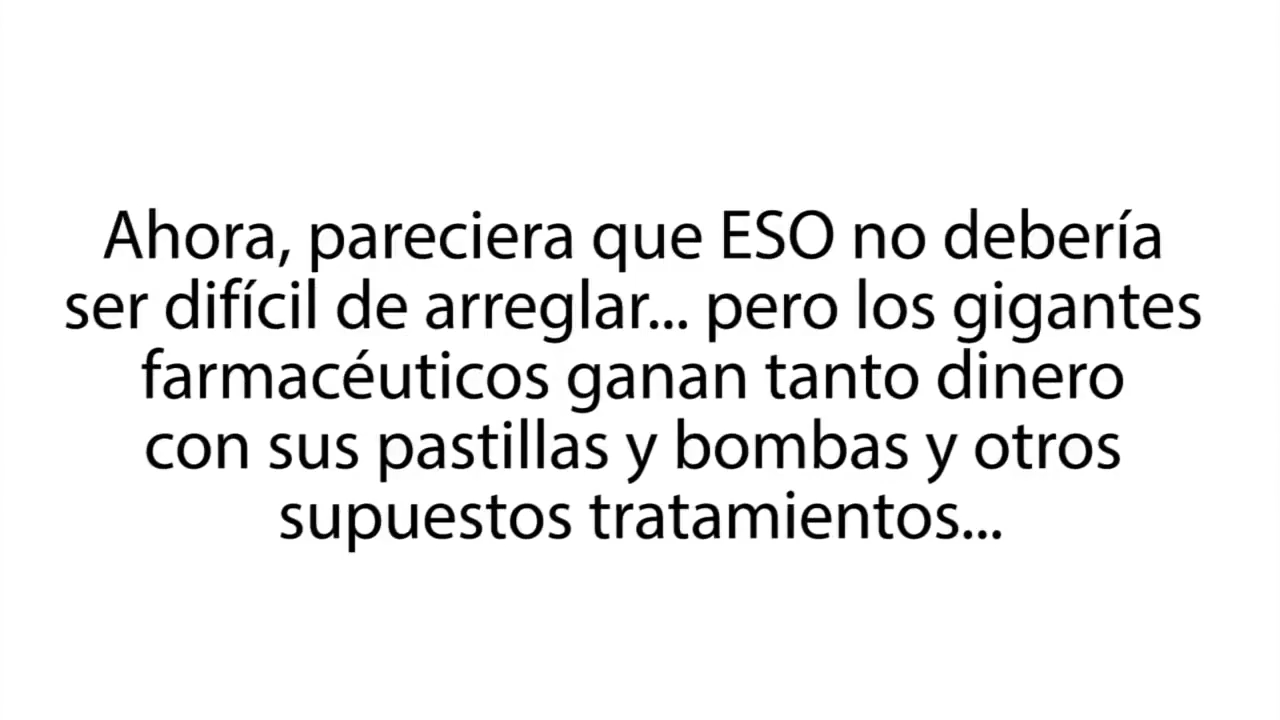 Ahora, pareciera que ESO no debería
ser difícil de arreglar... pero los gigantes
farmacéuticos ganan tanto dinero
con sus pastillas y bombas y otros
supuestos tratamientos...